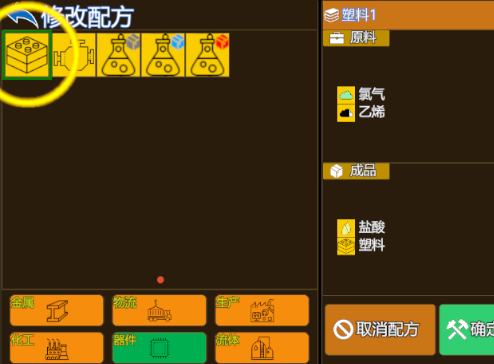 修改配方
塑料1
原料
氯气
乙烯
成品
盐酸
塑料
金属
物流
生产
化工
器件
流体
取消配方
确定